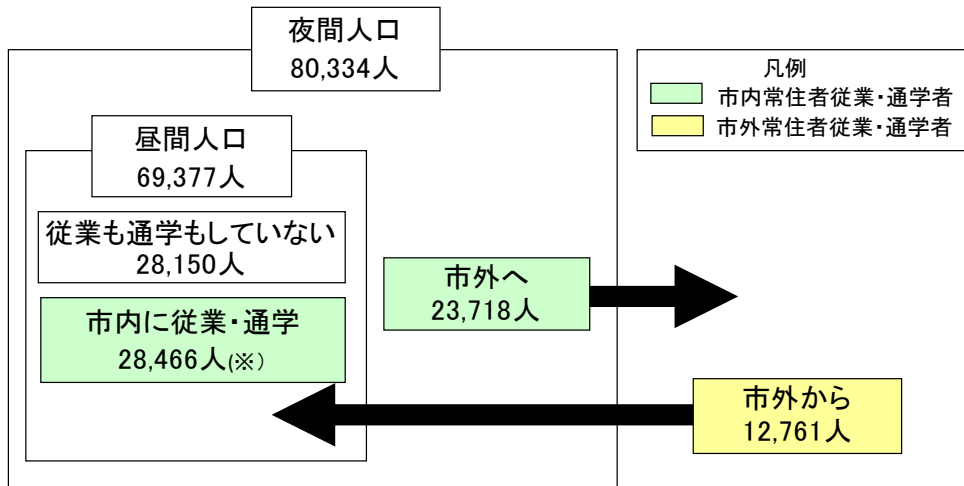 夜間人口
80,334人
凡例
市内常住者従業・通学者
市外常住者従業・通学者
昼間人口
69,377人
従業も通学もしていない
28,150人
市外へ
23,718人
市内に従業・通学
28,466人(※)
市外から
12,761人